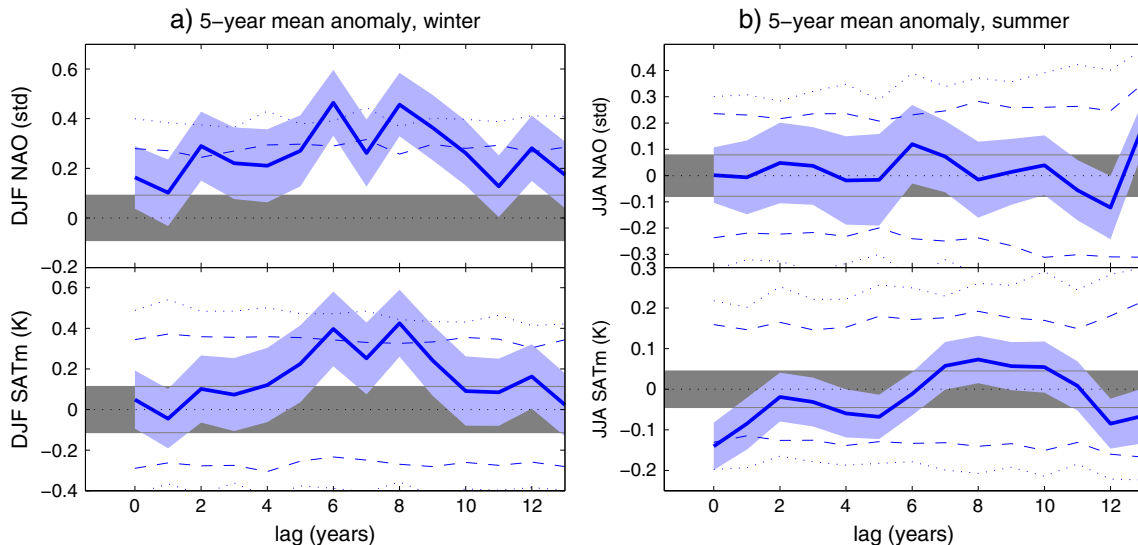 a) 5−year mean anomaly, winter
b) 5−year mean anomaly, summer
DJF NAO (std)
0.6
0.4
0.2
0
−0.2
DJF SATm (K)
0.6
0.4
0.2
0
−0.2
−0.4
0 2 4 6 8 10 12
lag (years)
JJA NAO (std)
0.4
0.3
0.2
0.1
0
−0.1
−0.2
−0.3
JJA SATm (K)
0.3
0.2
0.1
0
−0.1
−0.2
0 2 4 6 8 10 12
lag (years)